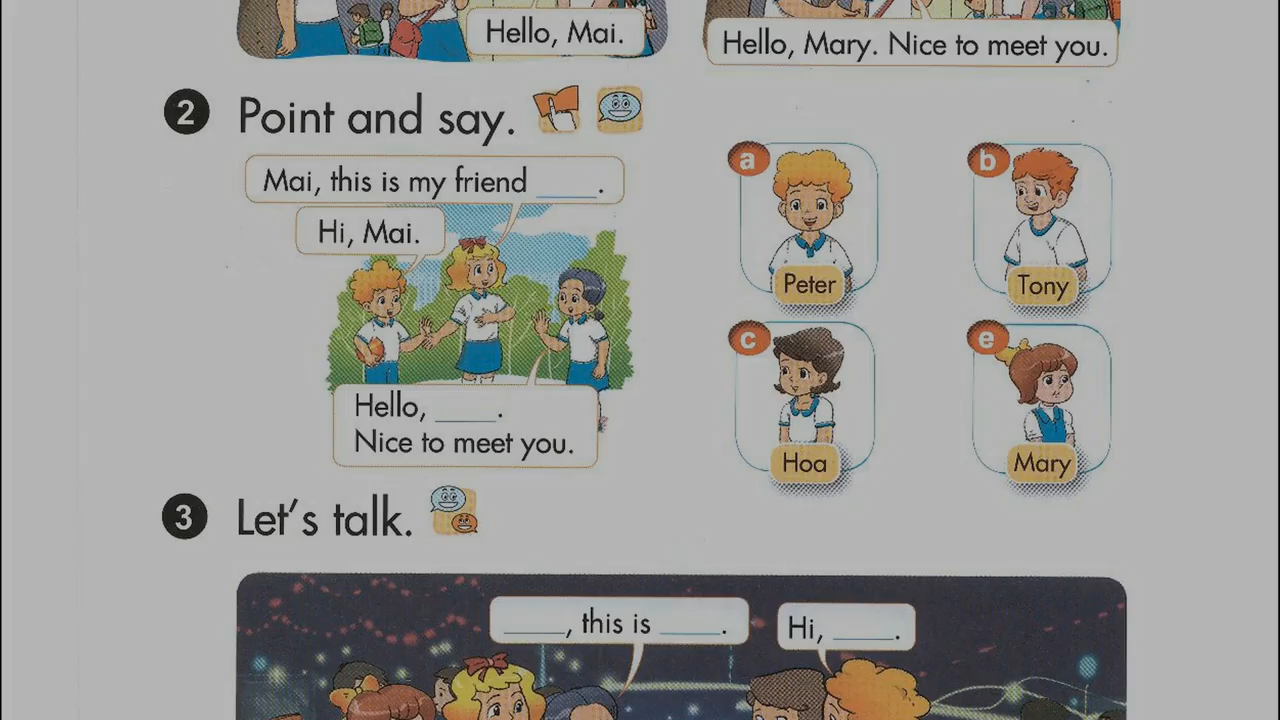 Hello, Mai.
Hello, Mary. Nice to meet you.
2 Point and say.
Mai, this is my friend ____.
Hi, Mai.
Hello, ____.
Nice to meet you.
a
Peter
b
Tony
c
Hoa
e
Mary
3 Let's talk.
____, this is ____.
Hi, ____.